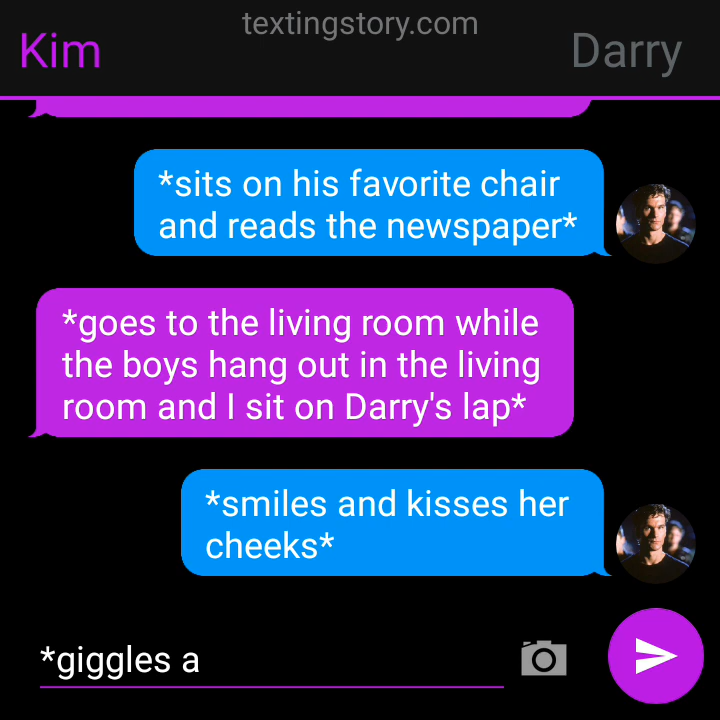 textingstory.com
Kim
Darry
*sits on his favorite chair
and reads the newspaper*
*goes to the living room while
the boys hang out in the living
room and I sit on Darry's lap*
*smiles and kisses her
cheeks*
*giggles a